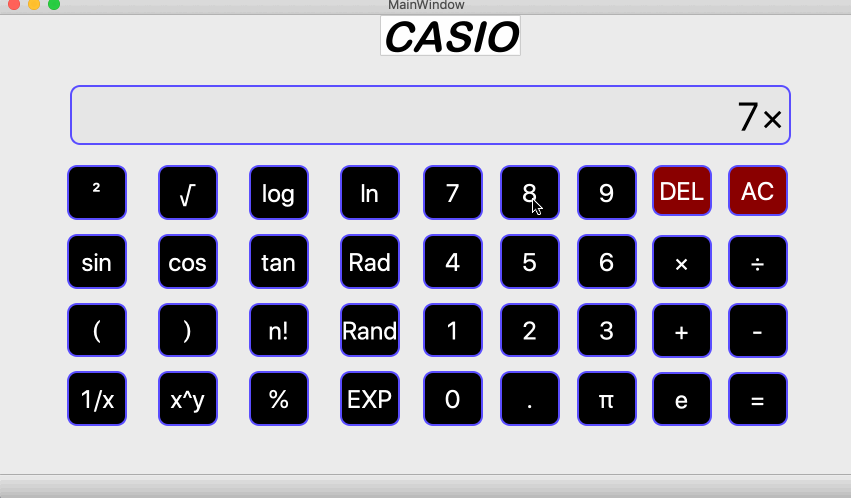 MainWindow
CASIO
7×
² √ log ln 7 8 9 DEL AC
sin cos tan Rad 4 5 6 × ÷
( ) n! Rand 1 2 3 + -
1/x x^y % EXP 0 . π e =